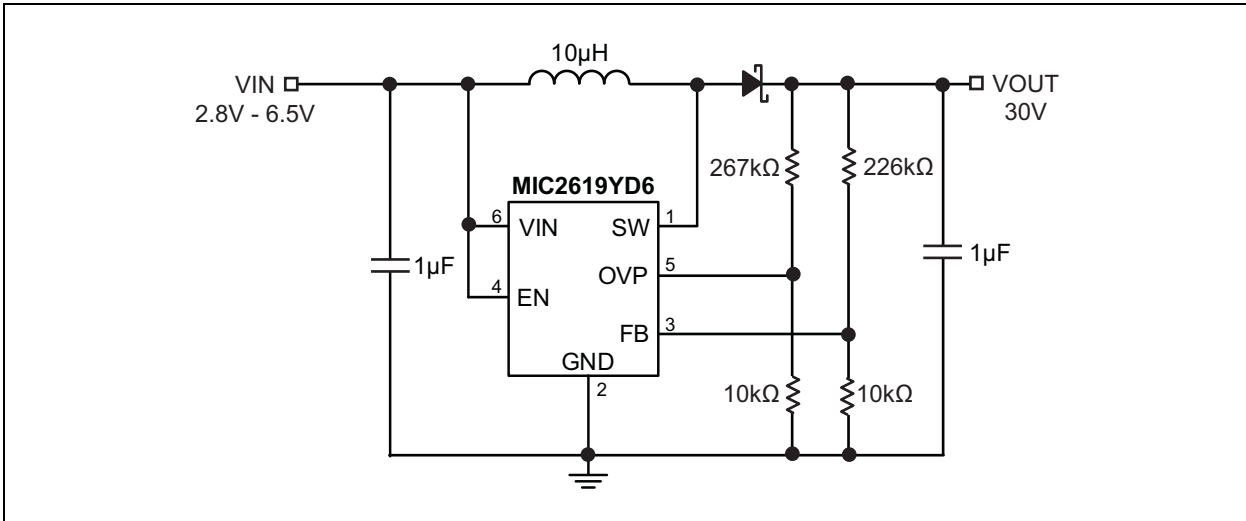 10µH
VIN
2.8V - 6.5V
VOUT
30V
267kΩ
226kΩ
MIC2619YD6
6
VIN
SW
1
1µF
OVP
5
1µF
4
EN
FB
3
GND
2
10kΩ
10kΩ